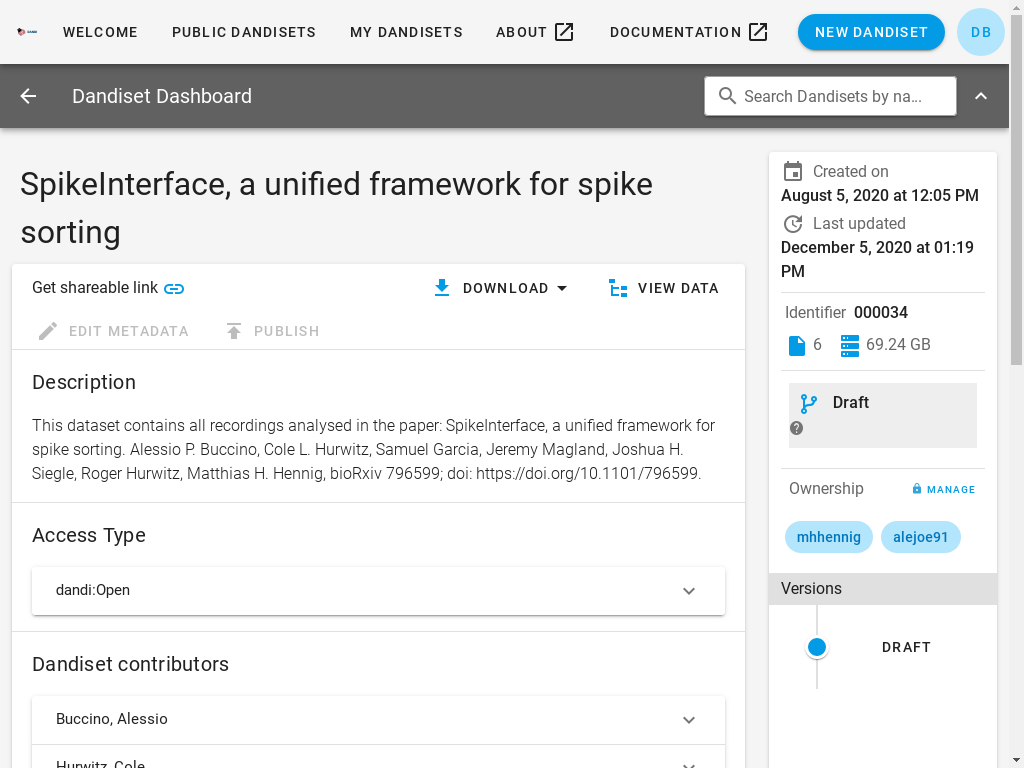 WELCOME
PUBLIC DANDISETS
MY DANDISETS
ABOUT
DOCUMENTATION
NEW DANDISET
DB
Dandiset Dashboard
Search Dandisets by na...
SpikeInterface, a unified framework for spike
sorting
Get shareable link
DOWNLOAD
VIEW DATA
EDIT METADATA
PUBLISH
Description
This dataset contains all recordings analysed in the paper: SpikeInterface, a unified framework for
spike sorting. Alessio P. Buccino, Cole L. Hurwitz, Samuel Garcia, Jeremy Magland, Joshua H.
Siegle, Roger Hurwitz, Matthias H. Hennig, bioRxiv 796599; doi: https://doi.org/10.1101/796599.
Access Type
dandi:Open
Dandiset contributors
Buccino, Alessio
Hurwitz, Cole
Created on
August 5, 2020 at 12:05 PM
Last updated
December 5, 2020 at 01:19
PM
Identifier 000034
6
69.24 GB
Draft
Ownership
MANAGE
mhhennig
alejoe91
Versions
DRAFT